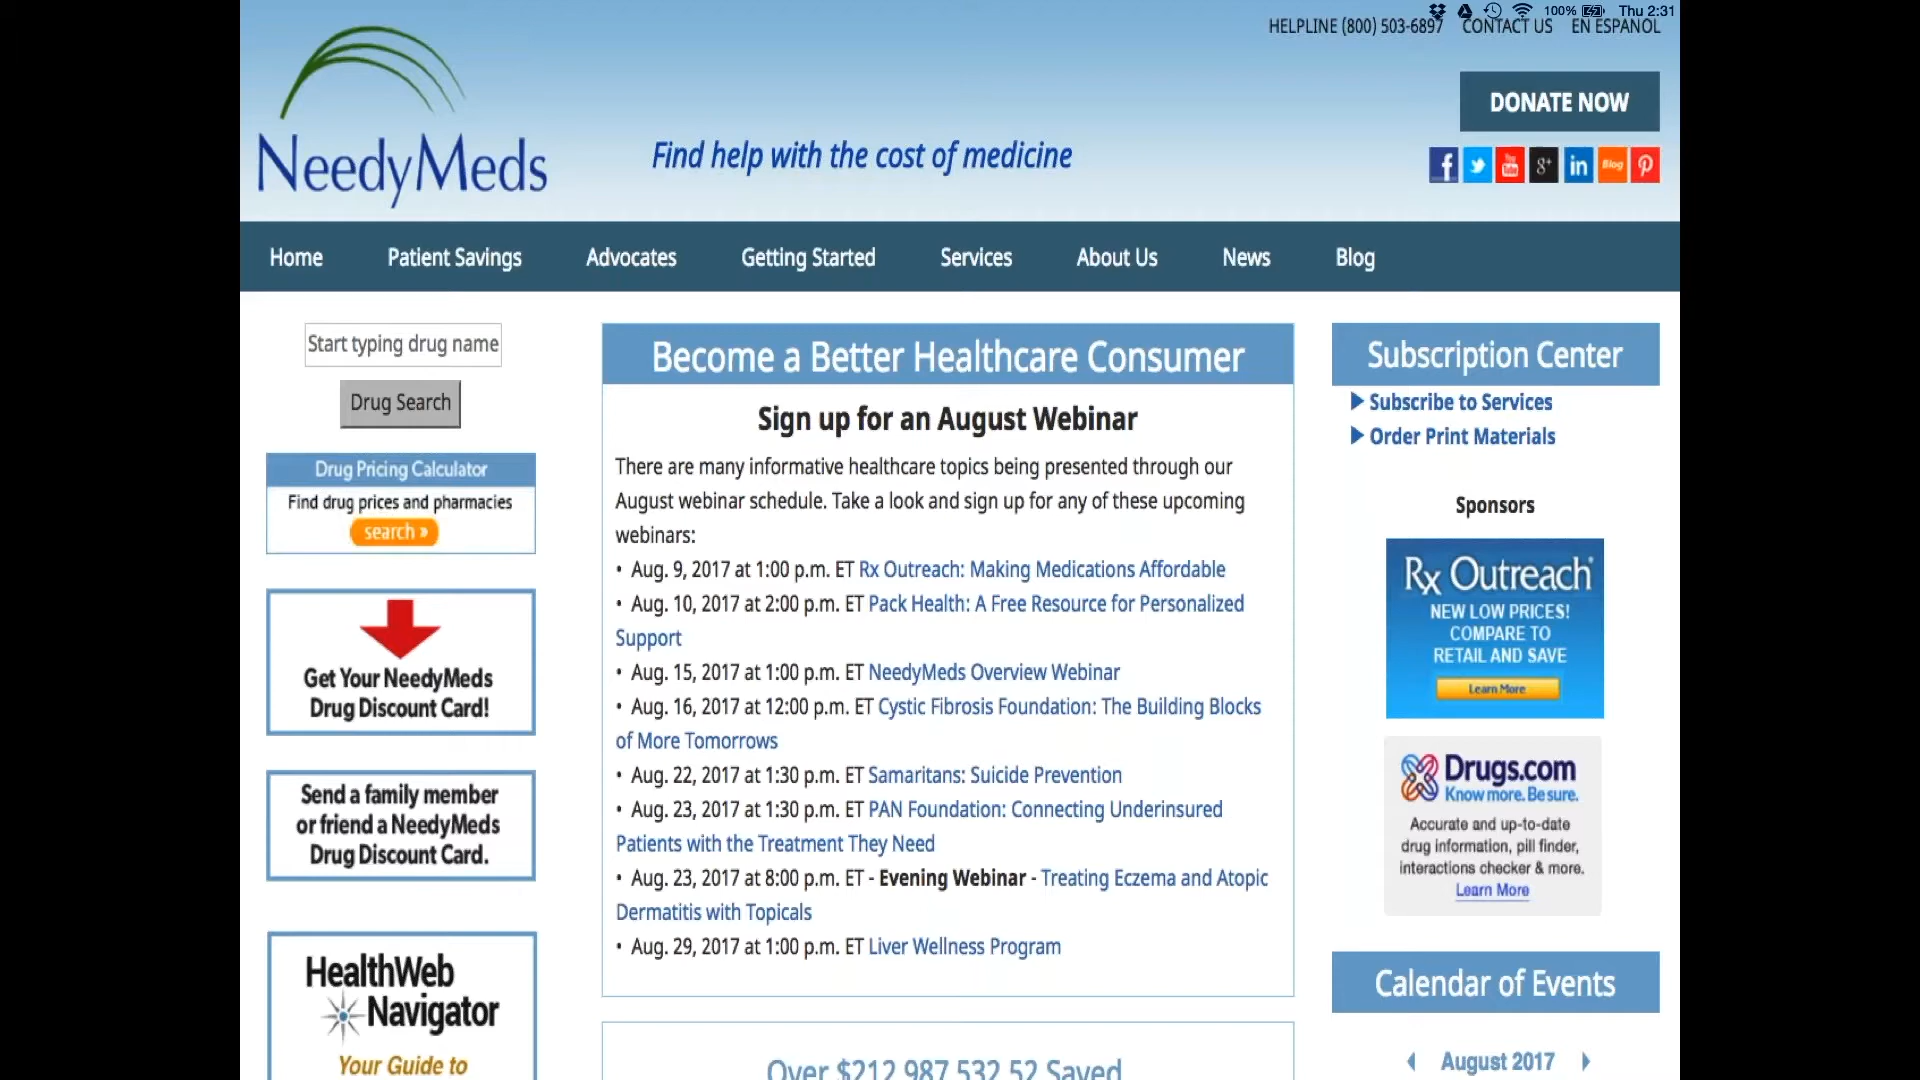 100% Thu 2:31
HELPLINE (800) 503-6897 CONTACT US EN ESPANOL
DONATE NOW
NeedyMeds
Find help with the cost of medicine
f You Tube g+ in Blog
Home Patient Savings Advocates Getting Started Services About Us News Blog
Start typing drug name
Drug Search
Drug Pricing Calculator
Find drug prices and pharmacies
search »
Get Your NeedyMeds
Drug Discount Card!
Send a family member
or friend a NeedyMeds
Drug Discount Card.
HealthWeb
Navigator
Your Guide to
Become a Better Healthcare Consumer
Sign up for an August Webinar
There are many informative healthcare topics being presented through our
August webinar schedule. Take a look and sign up for any of these upcoming
webinars:
• Aug. 9, 2017 at 1:00 p.m. ET Rx Outreach: Making Medications Affordable
• Aug. 10, 2017 at 2:00 p.m. ET Pack Health: A Free Resource for Personalized
Support
• Aug. 15, 2017 at 1:00 p.m. ET NeedyMeds Overview Webinar
• Aug. 16, 2017 at 12:00 p.m. ET Cystic Fibrosis Foundation: The Building Blocks
of More Tomorrows
• Aug. 22, 2017 at 1:30 p.m. ET Samaritans: Suicide Prevention
• Aug. 23, 2017 at 1:30 p.m. ET PAN Foundation: Connecting Underinsured
Patients with the Treatment They Need
• Aug. 23, 2017 at 8:00 p.m. ET - Evening Webinar - Treating Eczema and Atopic
Dermatitis with Topicals
• Aug. 29, 2017 at 1:00 p.m. ET Liver Wellness Program
Over $212,987,532.52 Saved
Subscription Center
Subscribe to Services
Order Print Materials
Sponsors
Rx Outreach
NEW LOW PRICES!
COMPARE TO
RETAIL AND SAVE
Learn More
Drugs.com
Know more. Be sure.
Accurate and up-to-date
drug information, pill finder,
interactions checker & more.
Learn More
Calendar of Events
August 2017